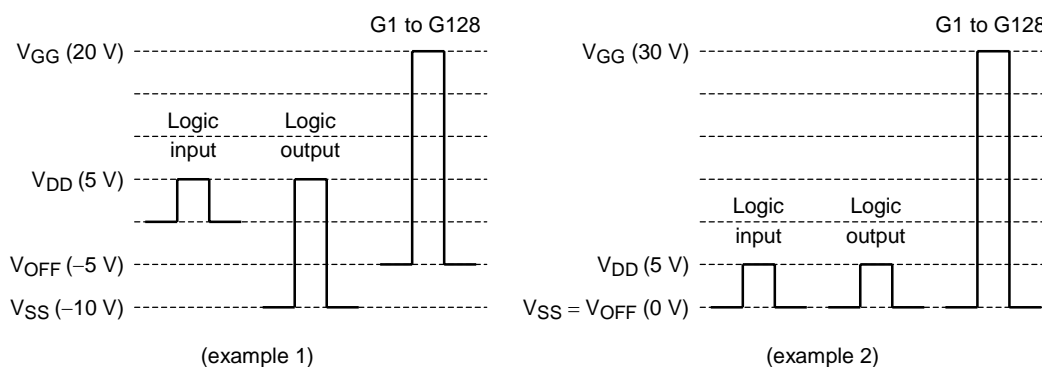 G1 to G128
VGG (20 V)
Logic
input
Logic
output
VDD (5 V)
VOFF (−5 V)
VSS (−10 V)
(example 1)
G1 to G128
VGG (30 V)
Logic
input
Logic
output
VDD (5 V)
VSS = VOFF (0 V)
(example 2)